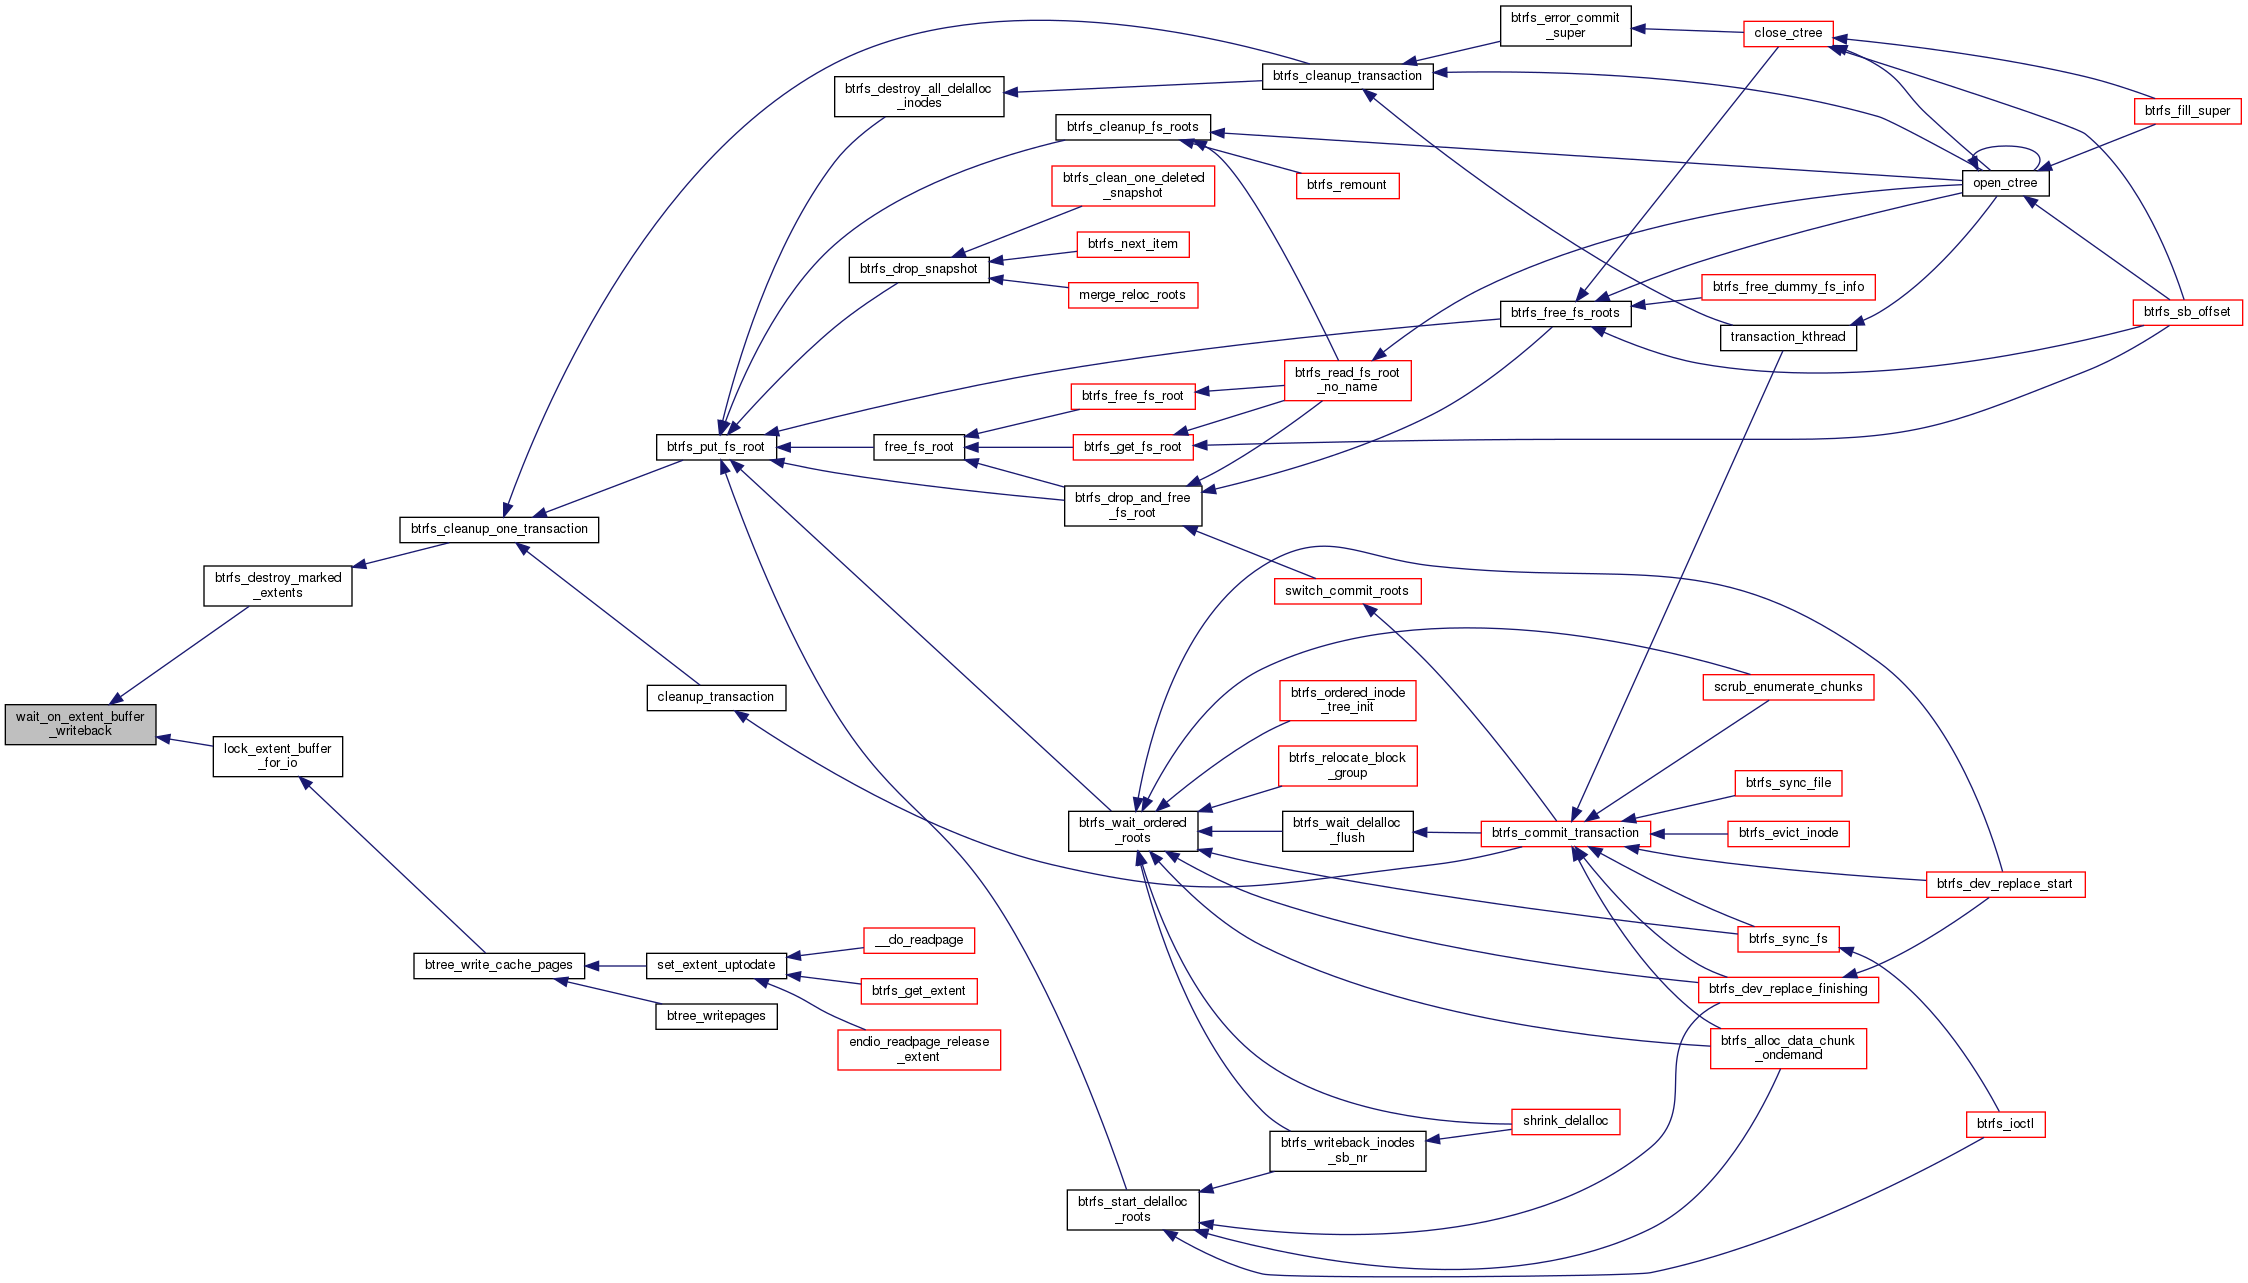 btrfs_error_commit
_super
close_ctree
btrfs_cleanup_transaction
btrfs_destroy_all_delalloc
_inodes
btrfs_fill_super
btrfs_cleanup_fs_roots
btrfs_clean_one_deleted
_snapshot
btrfs_remount
open_ctree
btrfs_next_item
btrfs_drop_snapshot
merge_reloc_roots
btrfs_free_dummy_fs_info
btrfs_free_fs_roots
btrfs_sb_offset
transaction_kthread
btrfs_read_fs_root
_no_name
btrfs_free_fs_root
btrfs_put_fs_root
free_fs_root
btrfs_get_fs_root
btrfs_drop_and_free
_fs_root
btrfs_cleanup_one_transaction
btrfs_destroy_marked
_extents
switch_commit_roots
cleanup_transaction
scrub_enumerate_chunks
btrfs_ordered_inode
_tree_init
wait_on_extent_buffer
_writeback
lock_extent_buffer
_for_io
btrfs_relocate_block
_group
btrfs_sync_file
btrfs_wait_ordered
_roots
btrfs_wait_delalloc
_flush
btrfs_commit_transaction
btrfs_evict_inode
btrfs_dev_replace_start
btrfs_sync_fs
__do_readpage
btree_write_cache_pages
set_extent_uptodate
btrfs_get_extent
btrfs_dev_replace_finishing
btree_writepages
endio_readpage_release
_extent
btrfs_alloc_data_chunk
_ondemand
shrink_delalloc
btrfs_ioctl
btrfs_writeback_inodes
_sb_nr
btrfs_start_delalloc
_roots